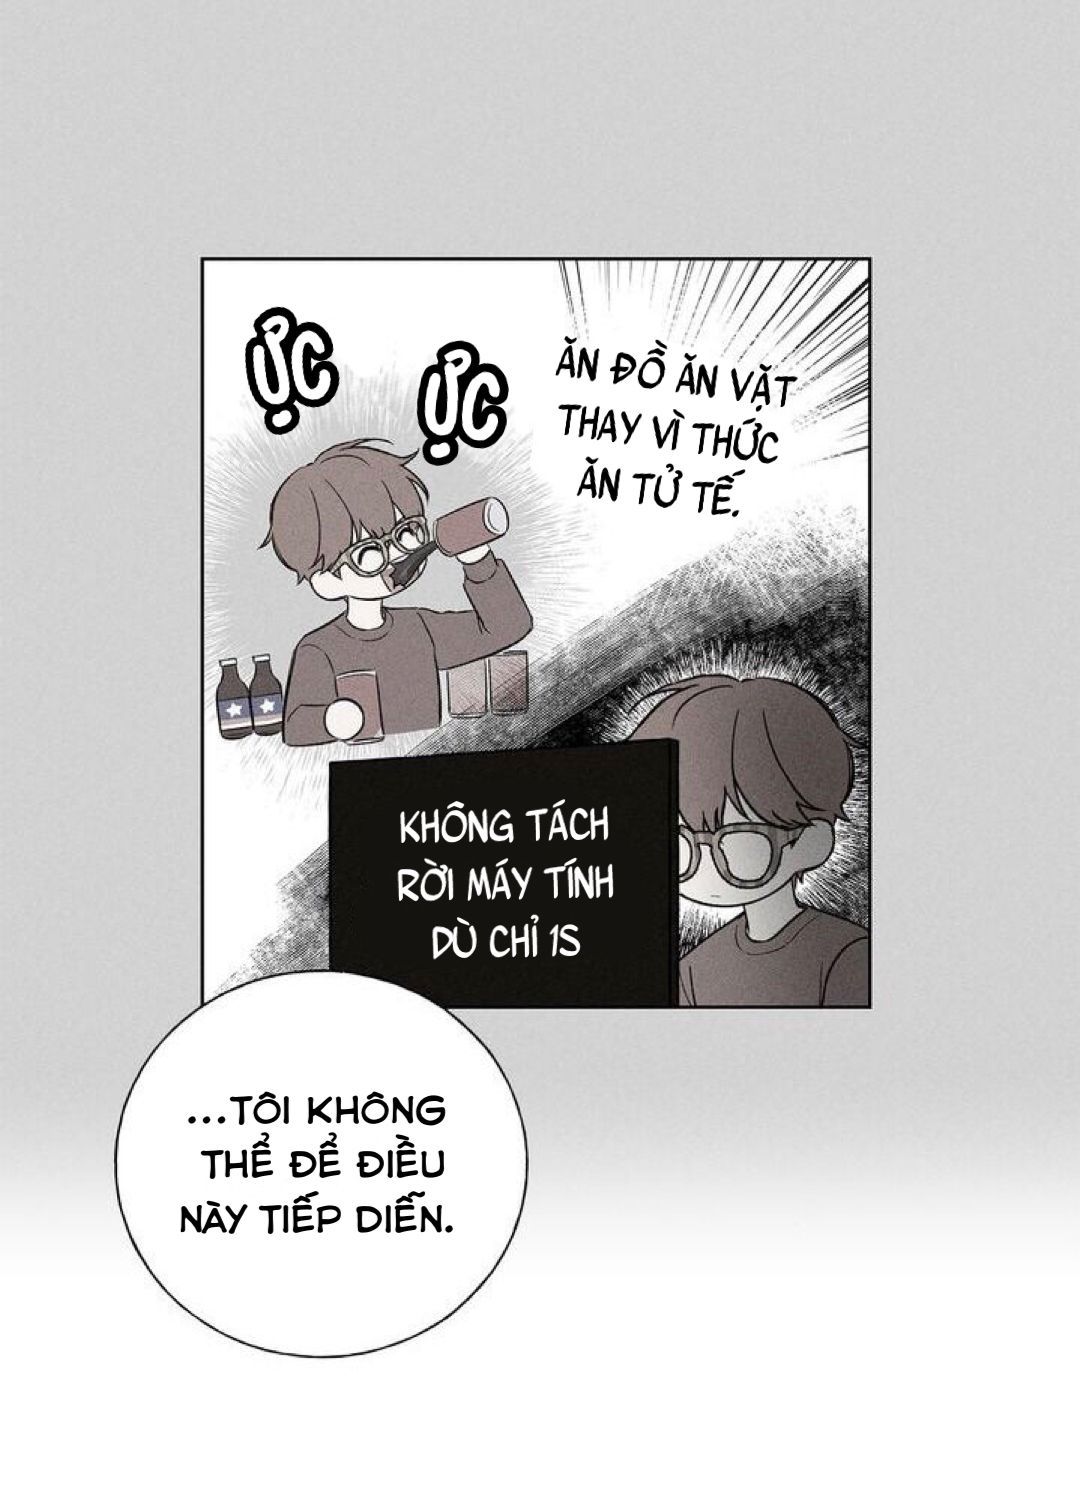 ỰC
ỰC
ĂN ĐỒ ĂN VẶT
THAY VÌ THỨC
ĂN TỬ TẾ.
KHÔNG TÁCH
RỜI MÁY TÍNH
DÙ CHỈ 1S
...TÔI KHÔNG
THỂ ĐỂ ĐIỀU
NÀY TIẾP DIỄN.